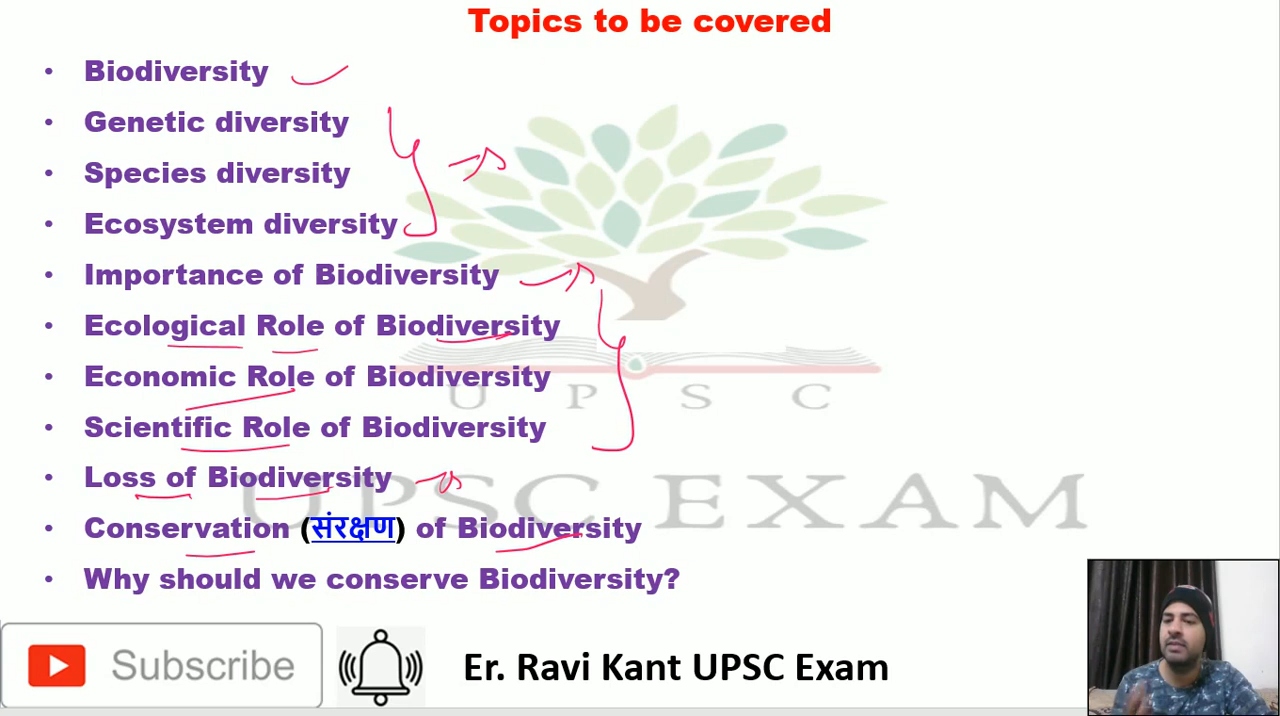 Topics to be covered
• Biodiversity
• Genetic diversity
• Species diversity
• Ecosystem diversity
• Importance of Biodiversity
• Ecological Role of Biodiversity
• Economic Role of Biodiversity
U P S C
• Scientific Role of Biodiversity
• Loss of Biodiversity
UPSC EXAM
• Conservation (संरक्षण) of Biodiversity
• Why should we conserve Biodiversity?
Subscribe
Er. Ravi Kant UPSC Exam